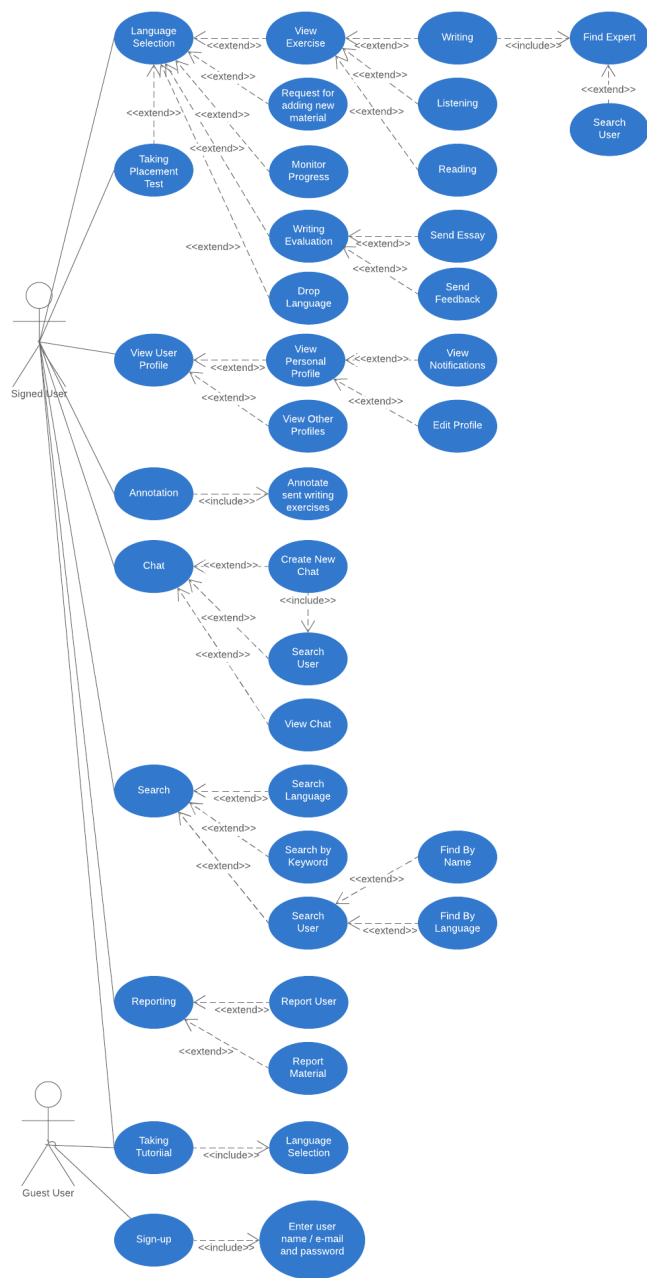 Language
Selection
<<extend>>
View
Exercise
<<extend>>
Writing
<<include>>
Find Expert
<<extend>>
Search
User
<<extend>>
Request for
adding new
material
<<extend>>
Listening
<<extend>>
Taking
Placement
Test
<<extend>>
<<extend>>
Monitor
Progress
<<extend>>
Reading
<<extend>>
Writing
Evaluation
<<extend>>
Send Essay
<<extend>>
Send
Feedback
<<extend>>
Drop
Language
Signed User
View User
Profile
<<extend>>
View
Personal
Profile
<<extend>>
View
Notifications
<<extend>>
View Other
Profiles
<<extend>>
Edit Profile
Annotation
<<include>>
Annotate
sent writing
exercises
Chat
<<extend>>
Create New
Chat
<<include>>
<<extend>>
Search
User
<<extend>>
View Chat
Search
<<extend>>
Search
Language
<<extend>>
Search by
Keyword
<<extend>>
Search
User
<<extend>>
Find By
Name
<<extend>>
Find By
Language
Reporting
<<extend>>
Report User
<<extend>>
Report
Material
Guest User
Taking
Tutoriial
<<include>>
Language
Selection
Sign-up
<<include>>
Enter user
name / e-mail
and password